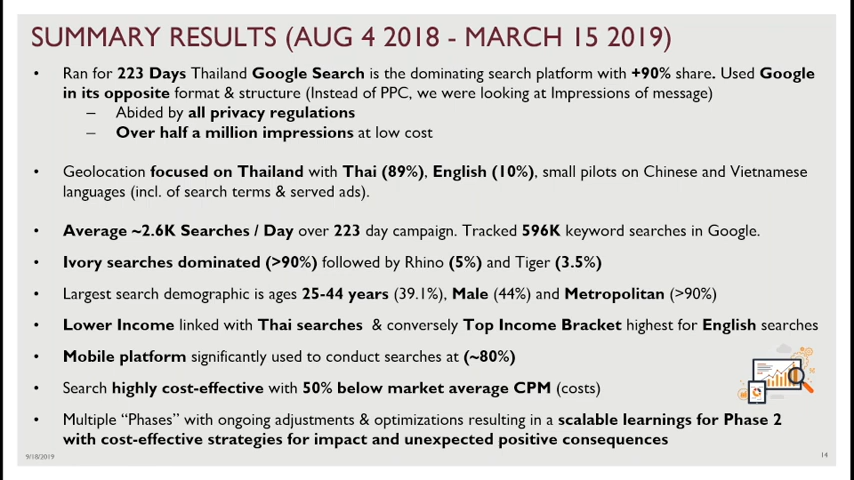 SUMMARY RESULTS (AUG 4 2018 - MARCH 15 2019)
• Ran for 223 Days Thailand Google Search is the dominating search platform with +90% share. Used Google
in its opposite format & structure (Instead of PPC, we were looking at Impressions of message)
– Abided by all privacy regulations
– Over half a million impressions at low cost
• Geolocation focused on Thailand with Thai (89%), English (10%), small pilots on Chinese and Vietnamese
languages (incl. of search terms & served ads).
• Average ~2.6K Searches / Day over 223 day campaign. Tracked 596K keyword searches in Google.
• Ivory searches dominated (>90%) followed by Rhino (5%) and Tiger (3.5%)
• Largest search demographic is ages 25-44 years (39.1%), Male (44%) and Metropolitan (>90%)
• Lower Income linked with Thai searches & conversely Top Income Bracket highest for English searches
• Mobile platform significantly used to conduct searches at (~80%)
• Search highly cost-effective with 50% below market average CPM (costs)
• Multiple “Phases” with ongoing adjustments & optimizations resulting in a scalable learnings for Phase 2
with cost-effective strategies for impact and unexpected positive consequences
9/18/2019
14